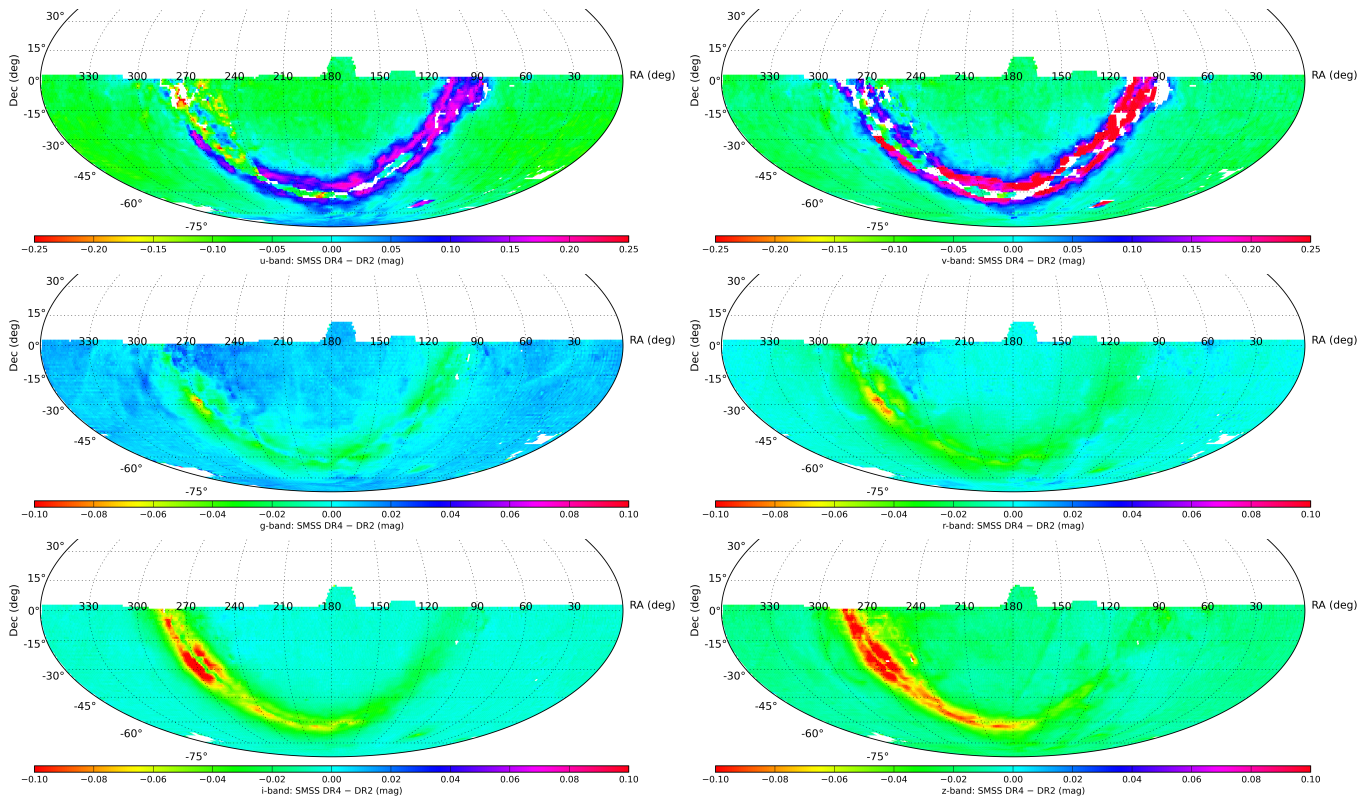 30° 30°
15° 15°
330 300 270 240 210 180 150 120 90 60 30 RA (deg) 330 300 270 240 210 180 150 120 90 60 30 RA (deg)
Dec (deg) 0° Dec (deg) 0°
-15° -15°
-30° -30°
-45° -45°
-60° -60°
-75° -75°
−0.25 −0.20 −0.15 −0.10 −0.05 0.00 0.05 0.10 0.15 0.20 0.25 −0.25 −0.20 −0.15 −0.10 −0.05 0.00 0.05 0.10 0.15 0.20 0.25
u-band: SMSS DR4 − DR2 (mag) v-band: SMSS DR4 − DR2 (mag)
30° 30°
15° 15°
330 300 270 240 210 180 150 120 90 60 30 RA (deg) 330 300 270 240 210 180 150 120 90 60 30 RA (deg)
Dec (deg) 0° Dec (deg) 0°
-15° -15°
-30° -30°
-45° -45°
-60° -60°
-75° -75°
−0.10 −0.08 −0.06 −0.04 −0.02 0.00 0.02 0.04 0.06 0.08 0.10 −0.10 −0.08 −0.06 −0.04 −0.02 0.00 0.02 0.04 0.06 0.08 0.10
g-band: SMSS DR4 − DR2 (mag) r-band: SMSS DR4 − DR2 (mag)
30° 30°
15° 15°
330 300 270 240 210 180 150 120 90 60 30 RA (deg) 330 300 270 240 210 180 150 120 90 60 30 RA (deg)
Dec (deg) 0° Dec (deg) 0°
-15° -15°
-30° -30°
-45° -45°
-60° -60°
-75° -75°
−0.10 −0.08 −0.06 −0.04 −0.02 0.00 0.02 0.04 0.06 0.08 0.10 −0.10 −0.08 −0.06 −0.04 −0.02 0.00 0.02 0.04 0.06 0.08 0.10
i-band: SMSS DR4 − DR2 (mag) z-band: SMSS DR4 − DR2 (mag)